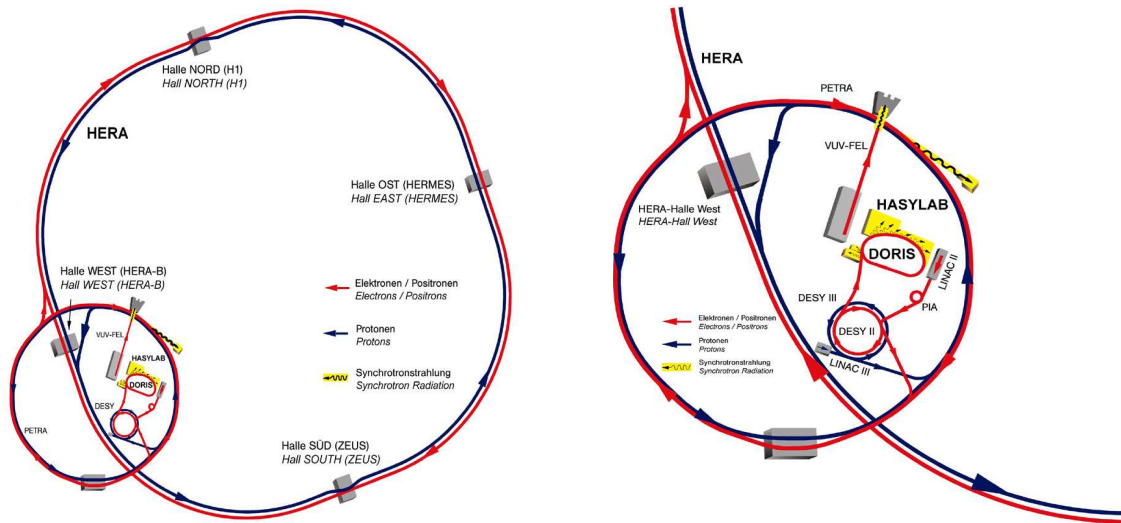 Halle NORD (H1)
Hall NORTH (H1)
HERA
Halle OST (HERMES)
Hall EAST (HERMES)
Halle WEST (HERA-B)
Hall WEST (HERA-B)
Elektronen / Positronen
Electrons / Positrons
VUV-FEL
Protonen
Protons
HASYLAB
Synchrotronstrahlung
Synchrotron Radiation
DORIS
DESY
PETRA
Halle SÜD (ZEUS)
Hall SOUTH (ZEUS)
HERA
PETRA
VUV-FEL
HERA-Halle West
HERA-Hall West
HASYLAB
DORIS
LINAC II
DESY III
PIA
Elektronen / Positronen
Electrons / Positrons
DESY II
Protonen
Protons
LINAC III
Synchrotronstrahlung
Synchrotron Radiation